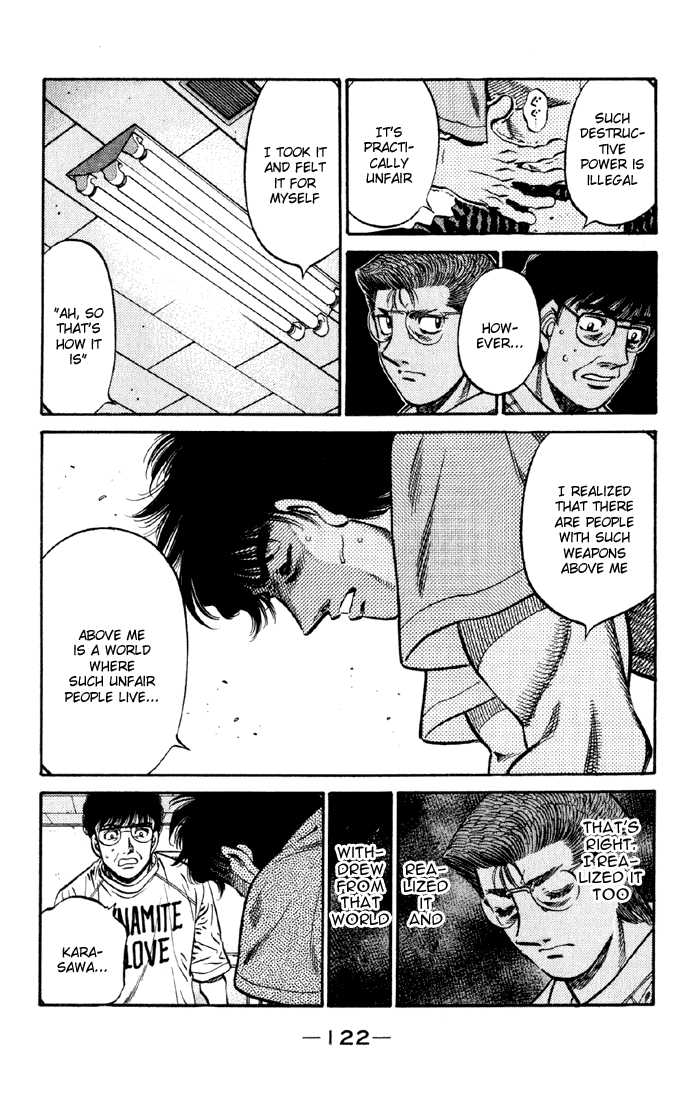 SUCH
DESTRUC-
TIVE
POWER IS
ILLEGAL
IT'S
PRACTI-
CALLY
UNFAIR
I TOOK IT
AND FELT
IT FOR
MYSELF
"AH, SO
THAT'S
HOW IT
IS"
HOW-
EVER...
I REALIZED
THAT THERE
ARE PEOPLE
WITH SUCH
WEAPONS
ABOVE ME
ABOVE ME
IS A WORLD
WHERE
SUCH UNFAIR
PEOPLE LIVE...
THAT'S
RIGHT,
I REA-
LIZED IT
TOO
REA-
LIZED
IT
AND
WITH-
DREW
FROM
THAT
WORLD
KARA-
SAWA...
NAMITE
LOVE
—122—